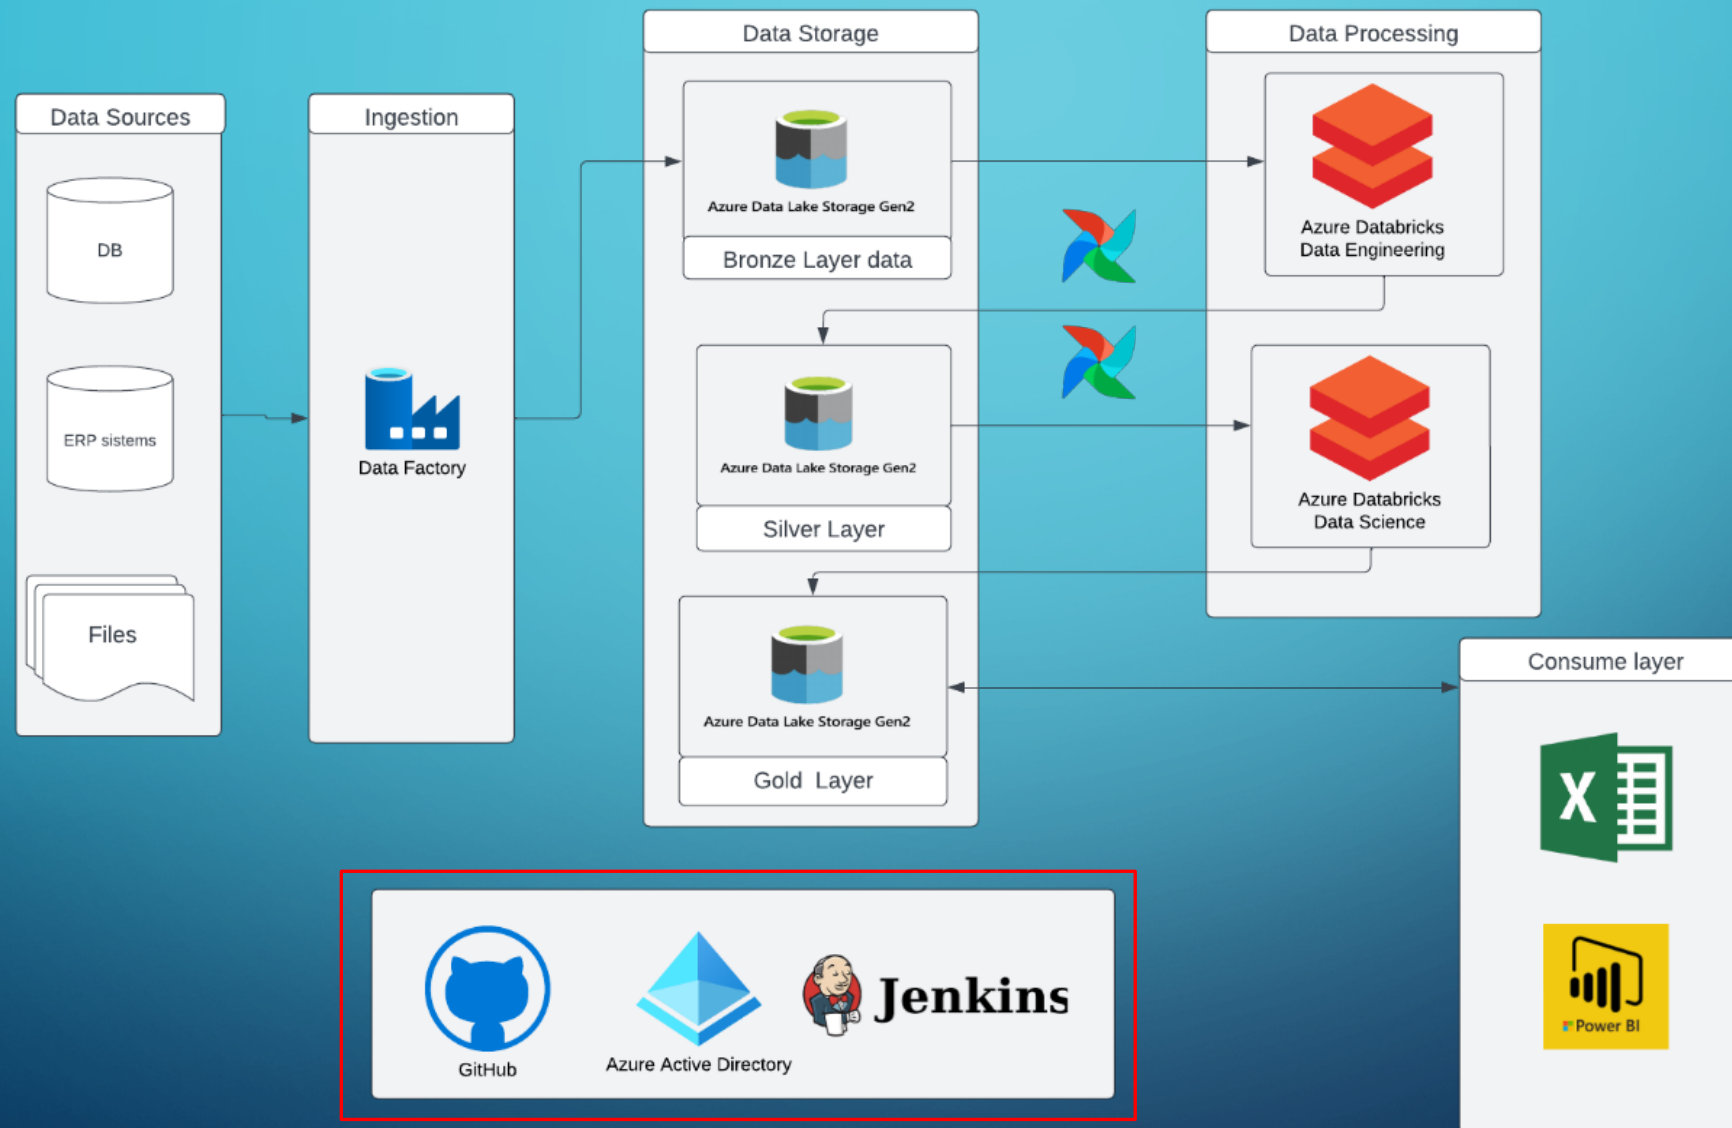 Data Sources
DB
ERP sistems
Files
Ingestion
Data Factory
Data Storage
Azure Data Lake Storage Gen2
Bronze Layer data
Azure Data Lake Storage Gen2
Silver Layer
Azure Data Lake Storage Gen2
Gold Layer
Data Processing
Azure Databricks
Data Engineering
Azure Databricks
Data Science
Consume layer
X
Power BI
GitHub
Azure Active Directory
Jenkins